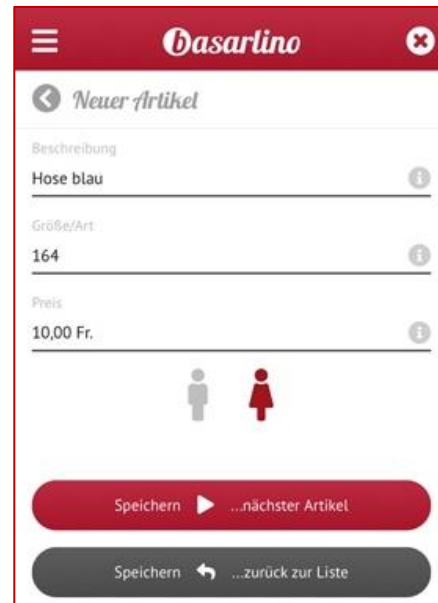 basarlino
Neuer Artikel
Beschreibung
Hose blau
Größe/Art
164
Preis
10,00 Fr.
Speichern ...nächster Artikel
Speichern ...zurück zur Liste